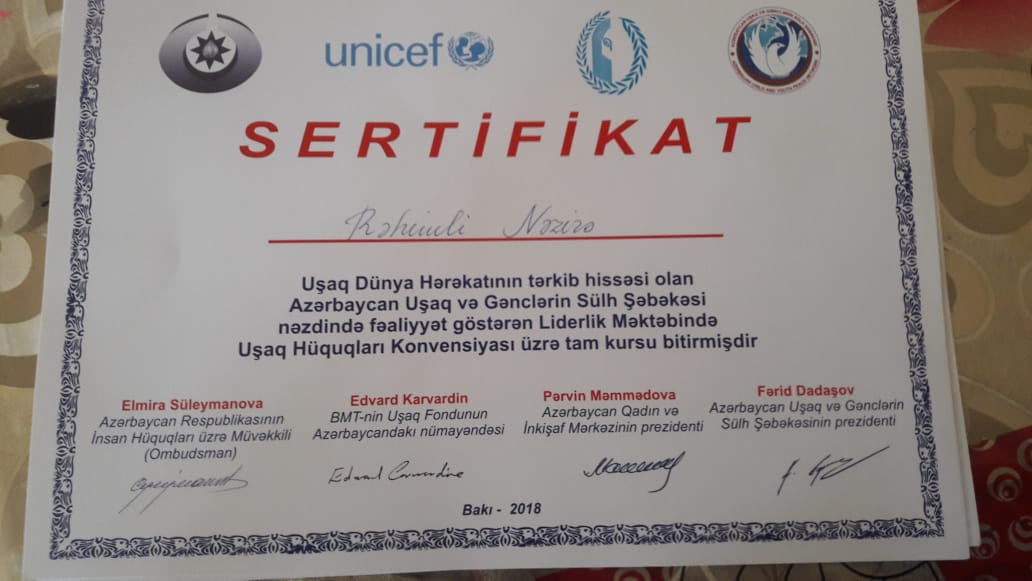 unicef
SERTİFİKAT
Rəhimli Nəzirə
Uşaq Dünya Hərəkatının tərkib hissəsi olan
Azərbaycan Uşaq və Gənclərin Sülh Şəbəkəsi
nəzdində fəaliyyət göstərən Liderlik Məktəbində
Uşaq Hüquqları Konvensiyası üzrə tam kursu bitirmişdir
Elmira Süleymanova
Azərbaycan Respublikasının
İnsan Hüquqları üzrə Müvəkkili
(Ombudsman)
Edvard Karvardin
BMT-nin Uşaq Fondunun
Azərbaycandakı nümayəndəsi
Pərvin Məmmədova
Azərbaycan Qadın və
İnkişaf Mərkəzinin prezidenti
Fərid Dadaşov
Azərbaycan Uşaq və Gənclərin
Sülh Şəbəkəsinin prezidenti
Bakı - 2018